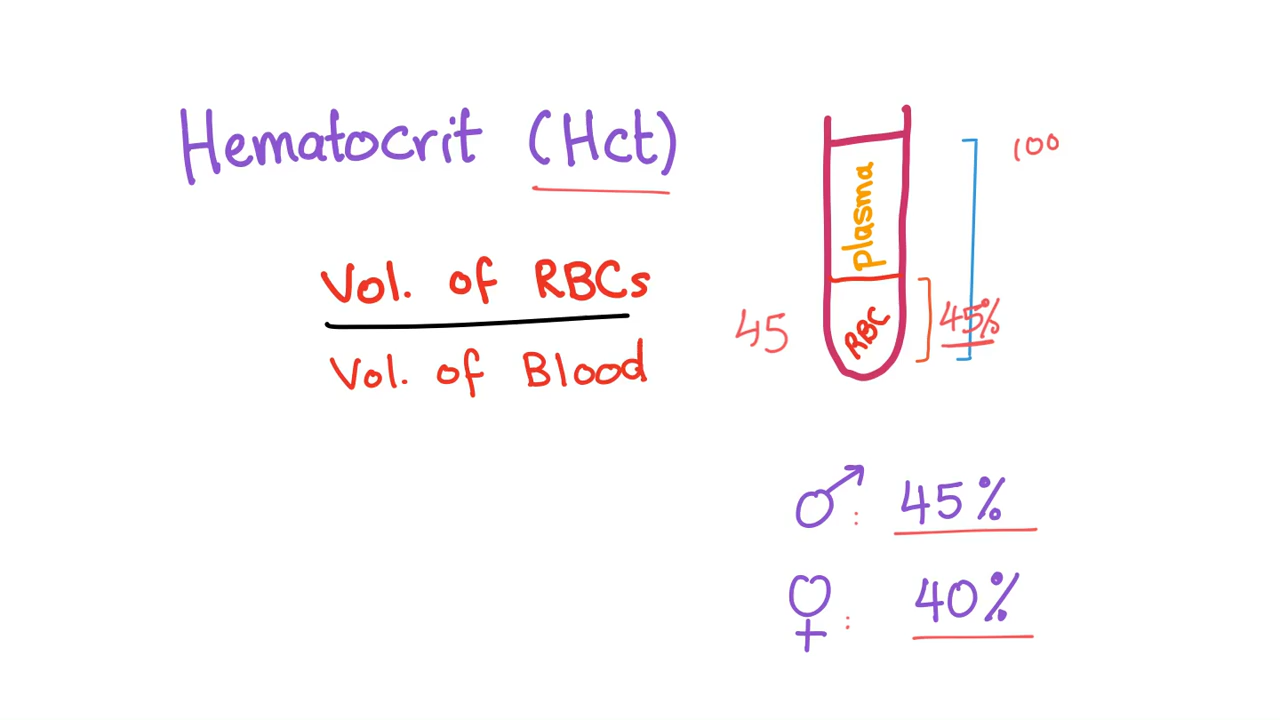 Hematocrit (Hct)
Vol. of RBCs
Vol. of Blood
100
plasma
45
RBC
45%
♂: 45%
♀: 40%